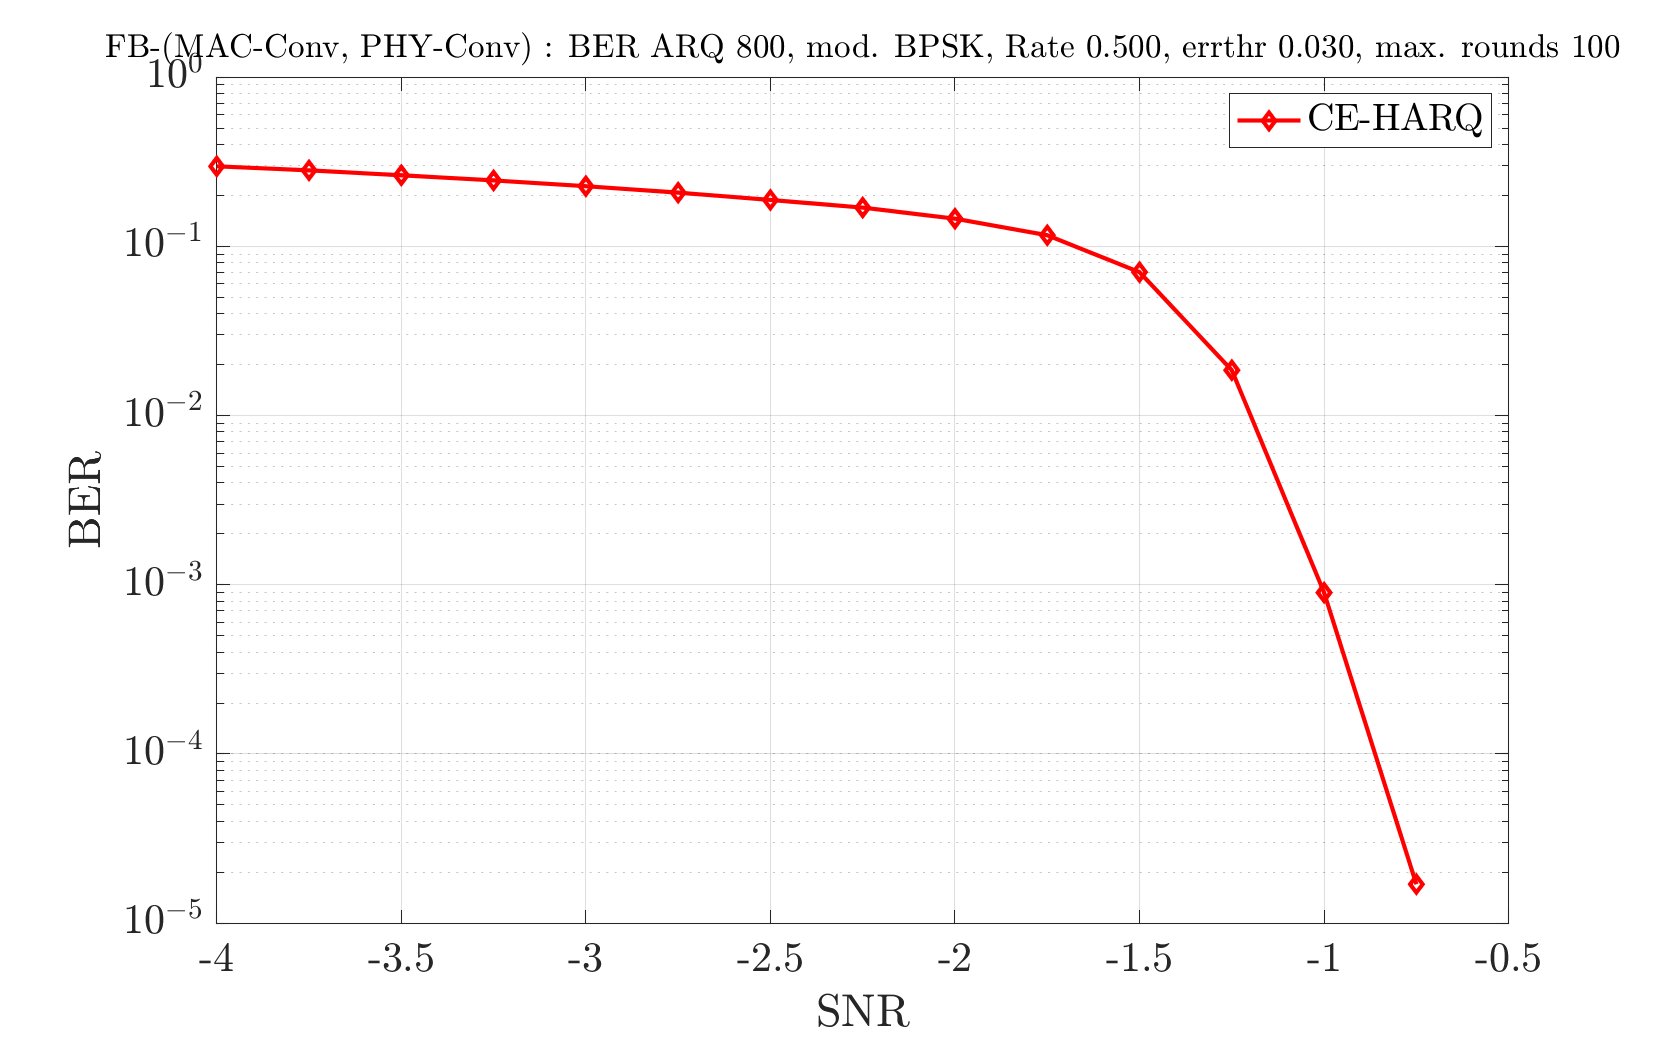 FB-(MAC-Conv, PHY-Conv) : BER ARQ 800, mod. BPSK, Rate 0.500, errthr 0.030, max. rounds 100
CE-HARQ
10^0
10^-1
10^-2
10^-3
10^-4
10^-5
BER
-4 -3.5 -3 -2.5 -2 -1.5 -1 -0.5
SNR